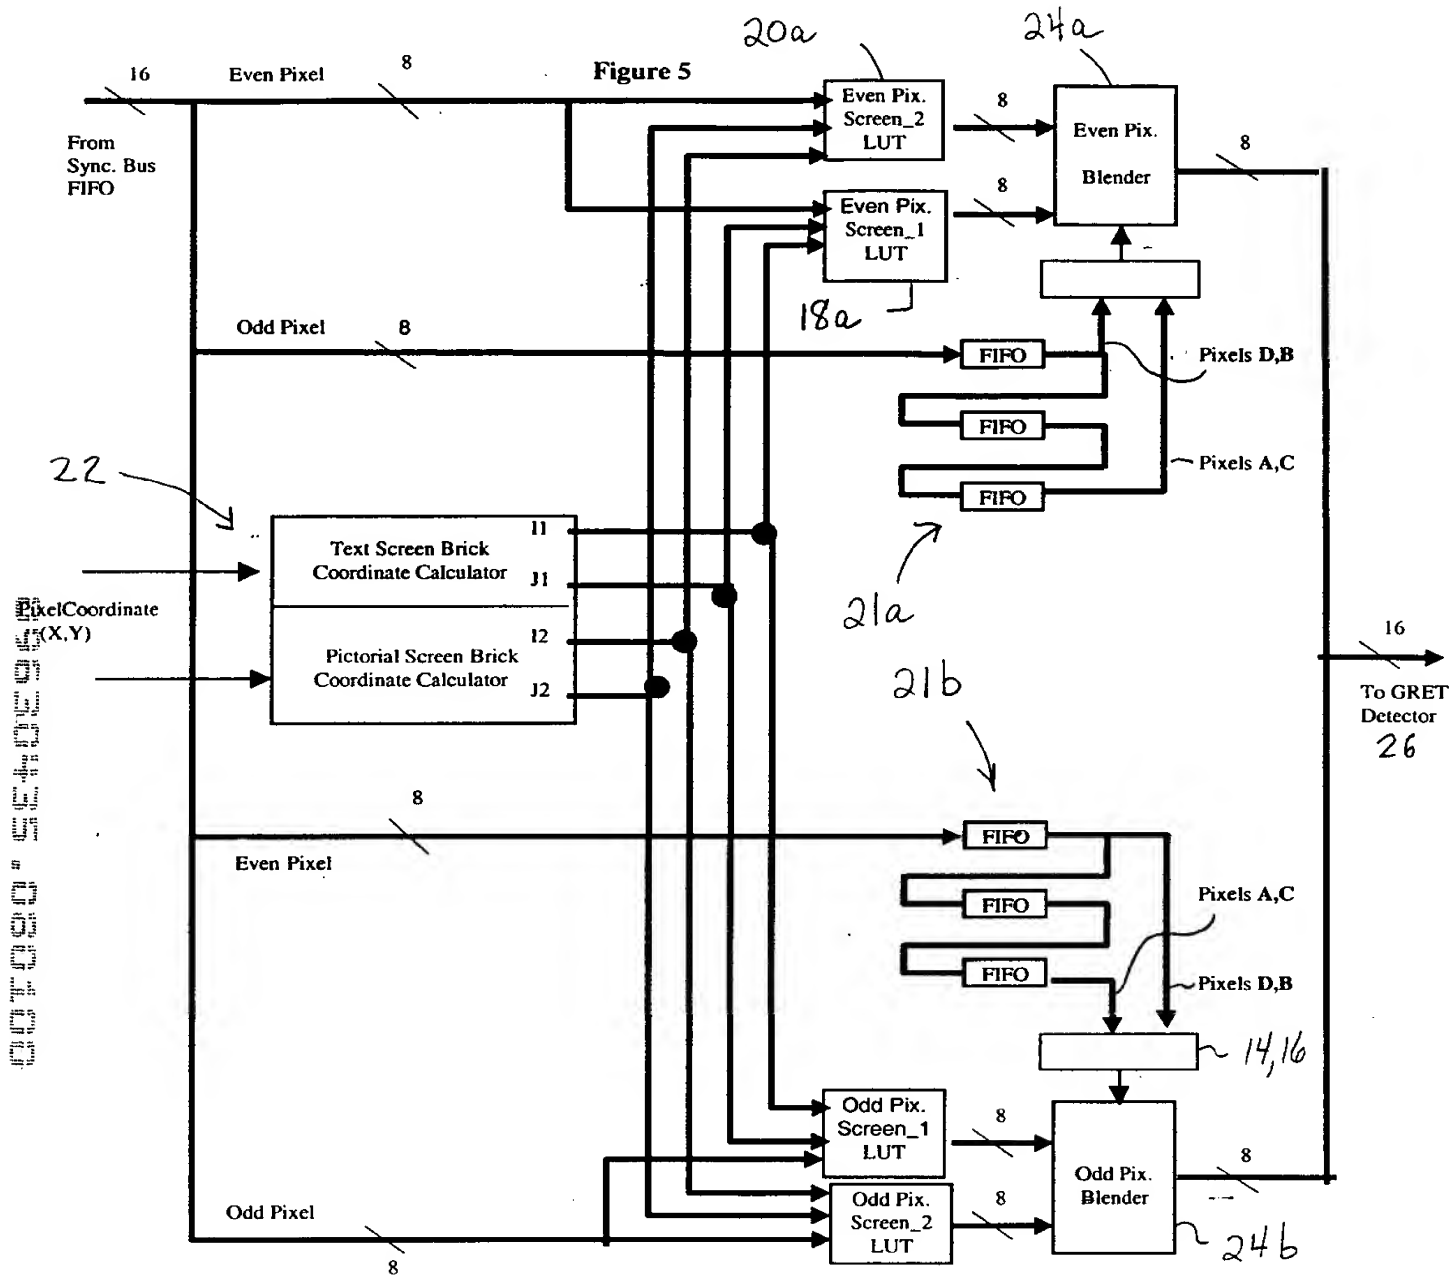 20a
24a
16
Even Pixel
8
Figure 5
From
Sync. Bus
FIFO
Even Pix.
Screen_2
LUT
8
Even Pix.
Blender
8
Even Pix.
Screen_1
LUT
8
18a
Odd Pixel
8
FIFO
Pixels D,B
FIFO
Pixels A,C
FIFO
22
21a
Text Screen Brick
Coordinate Calculator
I1
J1
PixelCoordinate
(X,Y)
Pictorial Screen Brick
Coordinate Calculator
I2
J2
16
To GRET
Detector
26
21b
8
Even Pixel
FIFO
FIFO
Pixels A,C
FIFO
Pixels D,B
14,16
Odd Pix.
Screen_1
LUT
8
Odd Pix.
Blender
8
Odd Pixel
8
Odd Pix.
Screen_2
LUT
8
24b